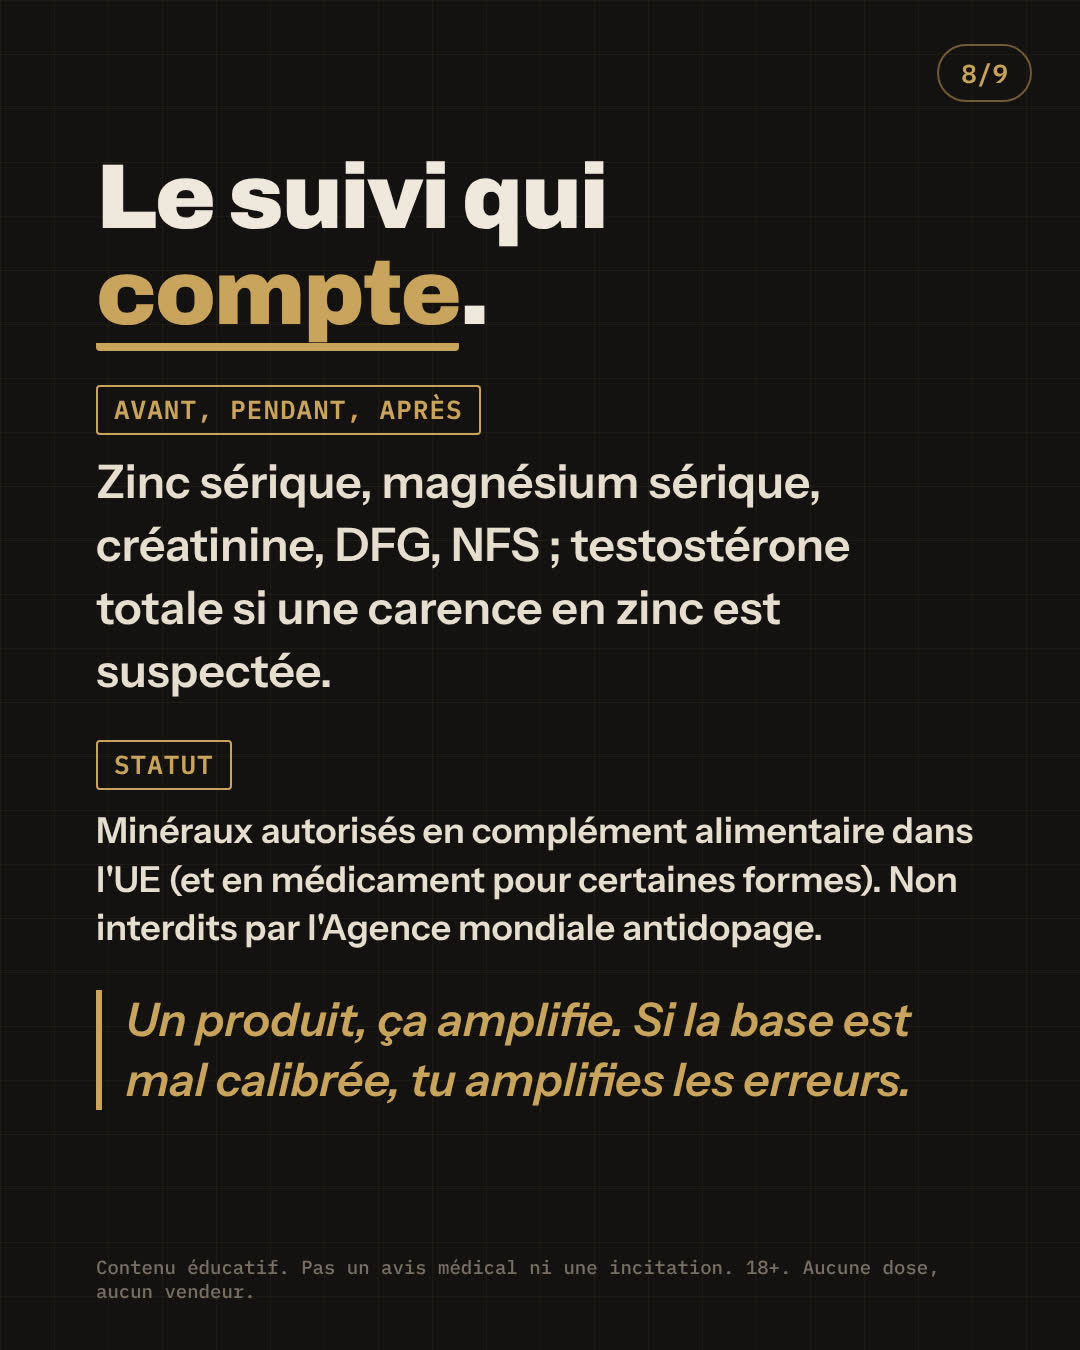 8/9
Le suivi qui
compte.
AVANT, PENDANT, APRÈS
Zinc sérique, magnésium sérique,
créatinine, DFG, NFS ; testostérone
totale si une carence en zinc est
suspectée.
STATUT
Minéraux autorisés en complément alimentaire dans
l'UE (et en médicament pour certaines formes). Non
interdits par l'Agence mondiale antidopage.
Un produit, ça amplifie. Si la base est
mal calibrée, tu amplifies les erreurs.
Contenu éducatif. Pas un avis médical ni une incitation. 18+. Aucune dose,
aucun vendeur.